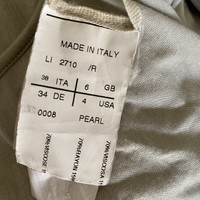 MADE IN ITALY
LI 2710 /R
38 ITA 6 GB
34 DE 4 USA
0008 PEARL